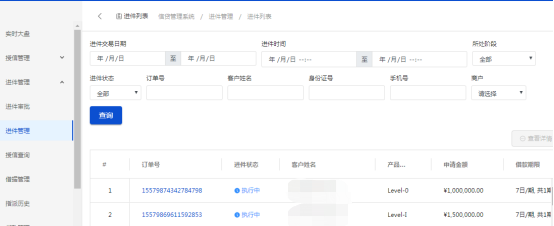 进件列表 信贷管理系统 / 进件管理 / 进件列表
实时大盘
授信管理
进件管理
进件审批
进件管理
授信查询
借据管理
指派历史
进件交易日期 进件时间 所处阶段
年 /月/日 至 年 /月/日 年 /月/日 --:-- 至 年 /月/日 --:-- 全部
进件状态 订单号 客户姓名 身份证号 手机号 商户
全部 请选择
查询
# 订单号 进件状态 客户姓名 产品... 申请金额 借款期限
1 15579874342784798 执行中 Level-0 ¥1,000,000.00 7日/期, 共1期
2 15579869611592853 执行中 Level-I ¥1,500,000.00 7日/期, 共1